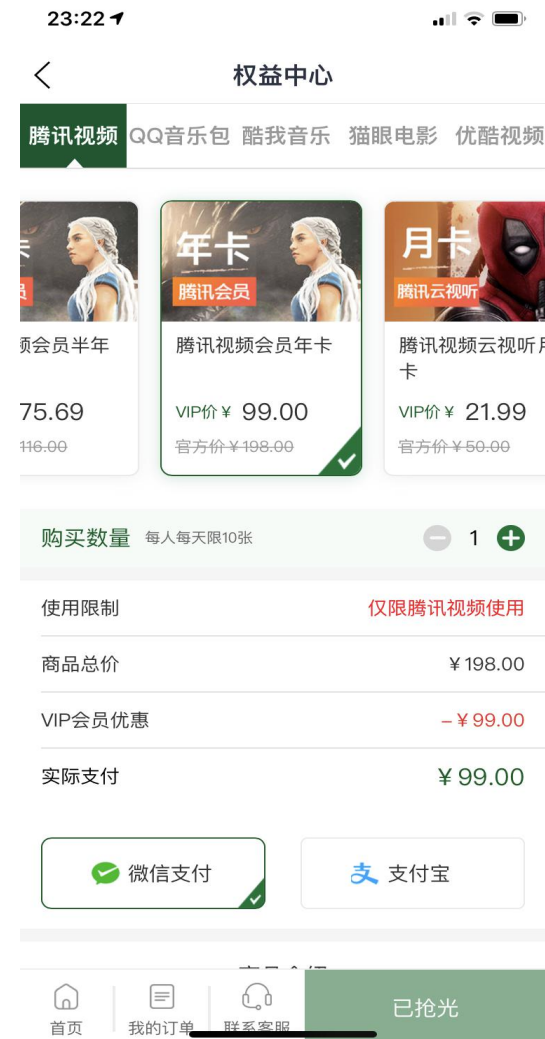 23:22
权益中心
腾讯视频 QQ音乐包 酷我音乐 猫眼电影 优酷视频
年卡 月卡
员 腾讯会员 腾讯云视听
频会员半年 腾讯视频会员年卡 腾讯视频云视听月
卡
75.69 VIP价¥ 99.00 VIP价¥ 21.99
116.00 官方价¥198.00 官方价¥50.00
购买数量 每人每天限10张 1
使用限制 仅限腾讯视频使用
商品总价 ¥198.00
VIP会员优惠 -¥99.00
实际支付 ¥99.00
微信支付 支 支付宝
首页 我的订单 联系客服 已抢光